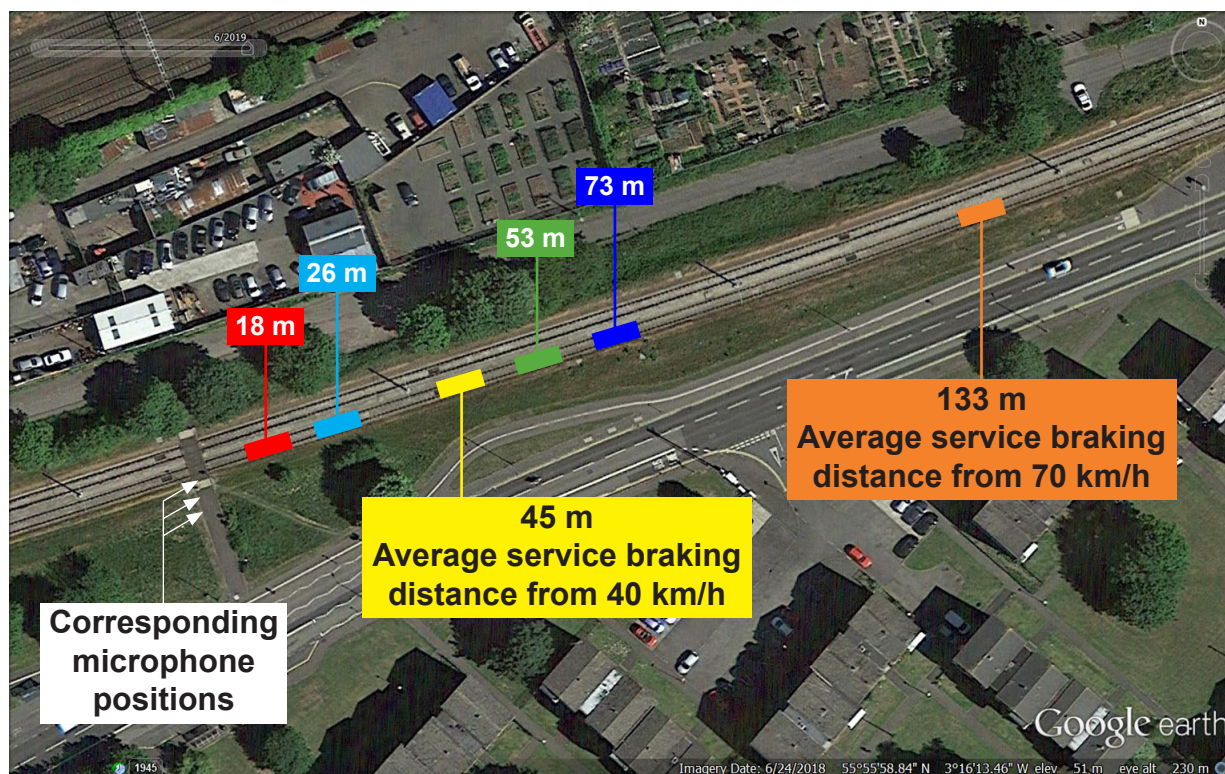 6/2019
N
73 m
53 m
26 m
18 m
133 m
Average service braking
distance from 70 km/h
45 m
Average service braking
distance from 40 km/h
Corresponding
microphone
positions
Google earth
1945
Imagery Date: 6/24/2018 55°55'58.84" N 3°16'13.46" W elev 51 m eye alt 230 m